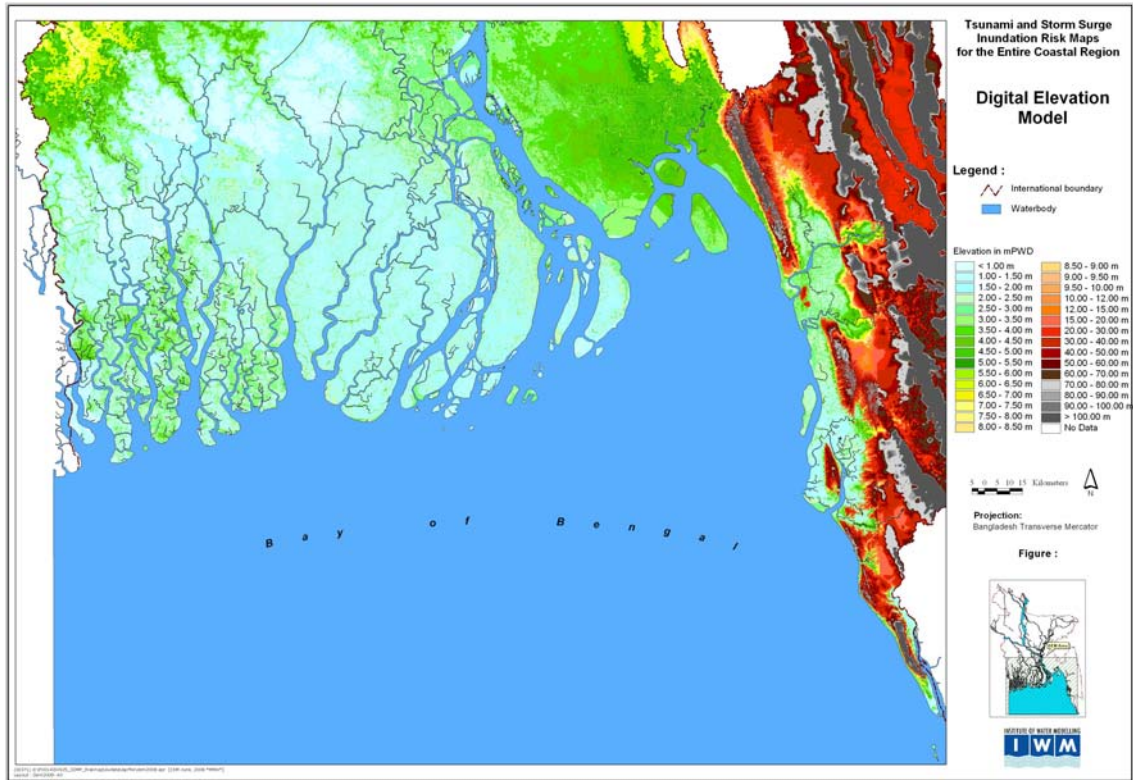 Tsunami and Storm Surge
Inundation Risk Maps
for the Entire Coastal Region
Digital Elevation
Model
Legend :
International boundary
Waterbody
Elevation in mPWD
< 1.00 m
1.00 - 1.50 m
1.50 - 2.00 m
2.00 - 2.50 m
2.50 - 3.00 m
3.00 - 3.50 m
3.50 - 4.00 m
4.00 - 4.50 m
4.50 - 5.00 m
5.00 - 5.50 m
5.50 - 6.00 m
6.00 - 6.50 m
6.50 - 7.00 m
7.00 - 7.50 m
7.50 - 8.00 m
8.00 - 8.50 m
8.50 - 9.00 m
9.00 - 9.50 m
9.50 - 10.00 m
10.00 - 12.00 m
12.00 - 15.00 m
15.00 - 20.00 m
20.00 - 30.00 m
30.00 - 40.00 m
40.00 - 50.00 m
50.00 - 60.00 m
60.00 - 70.00 m
70.00 - 80.00 m
80.00 - 90.00 m
90.00 - 100.00 m
> 100.00 m
No Data
5 0 5 10 15 Kilometers
N
Projection:
Bangladesh Transverse Mercator
Figure :
Bay of Bengal
INSTITUTE OF WATER MODELLING
IWM